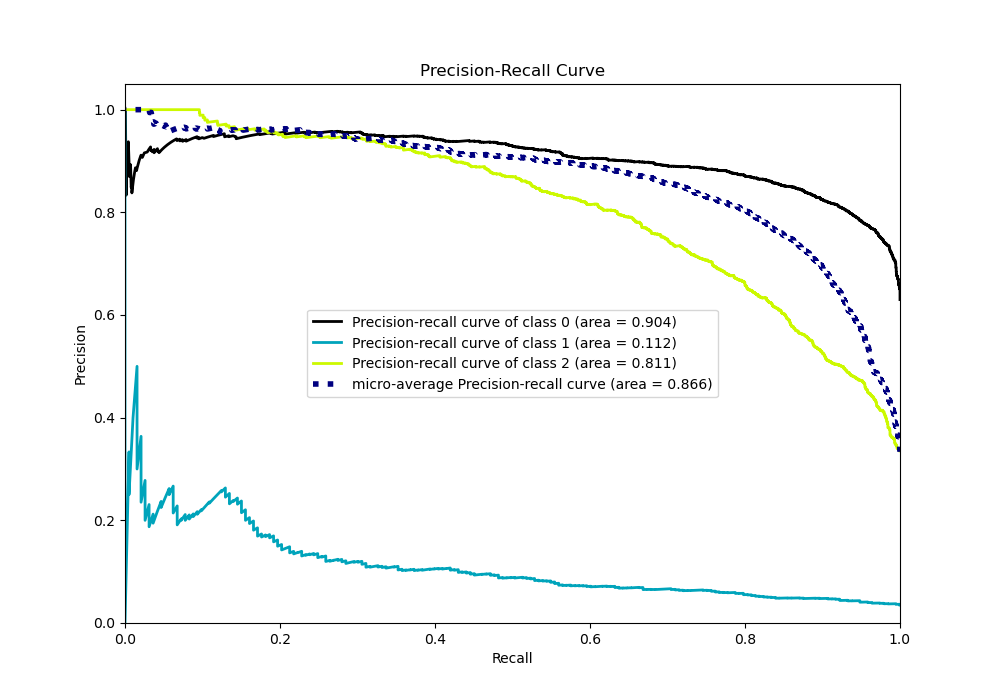 Precision-Recall Curve
1.0
0.8
0.6
0.4
0.2
0.0
Precision
Precision-recall curve of class 0 (area = 0.904)
Precision-recall curve of class 1 (area = 0.112)
Precision-recall curve of class 2 (area = 0.811)
micro-average Precision-recall curve (area = 0.866)
0.0 0.2 0.4 0.6 0.8 1.0
Recall